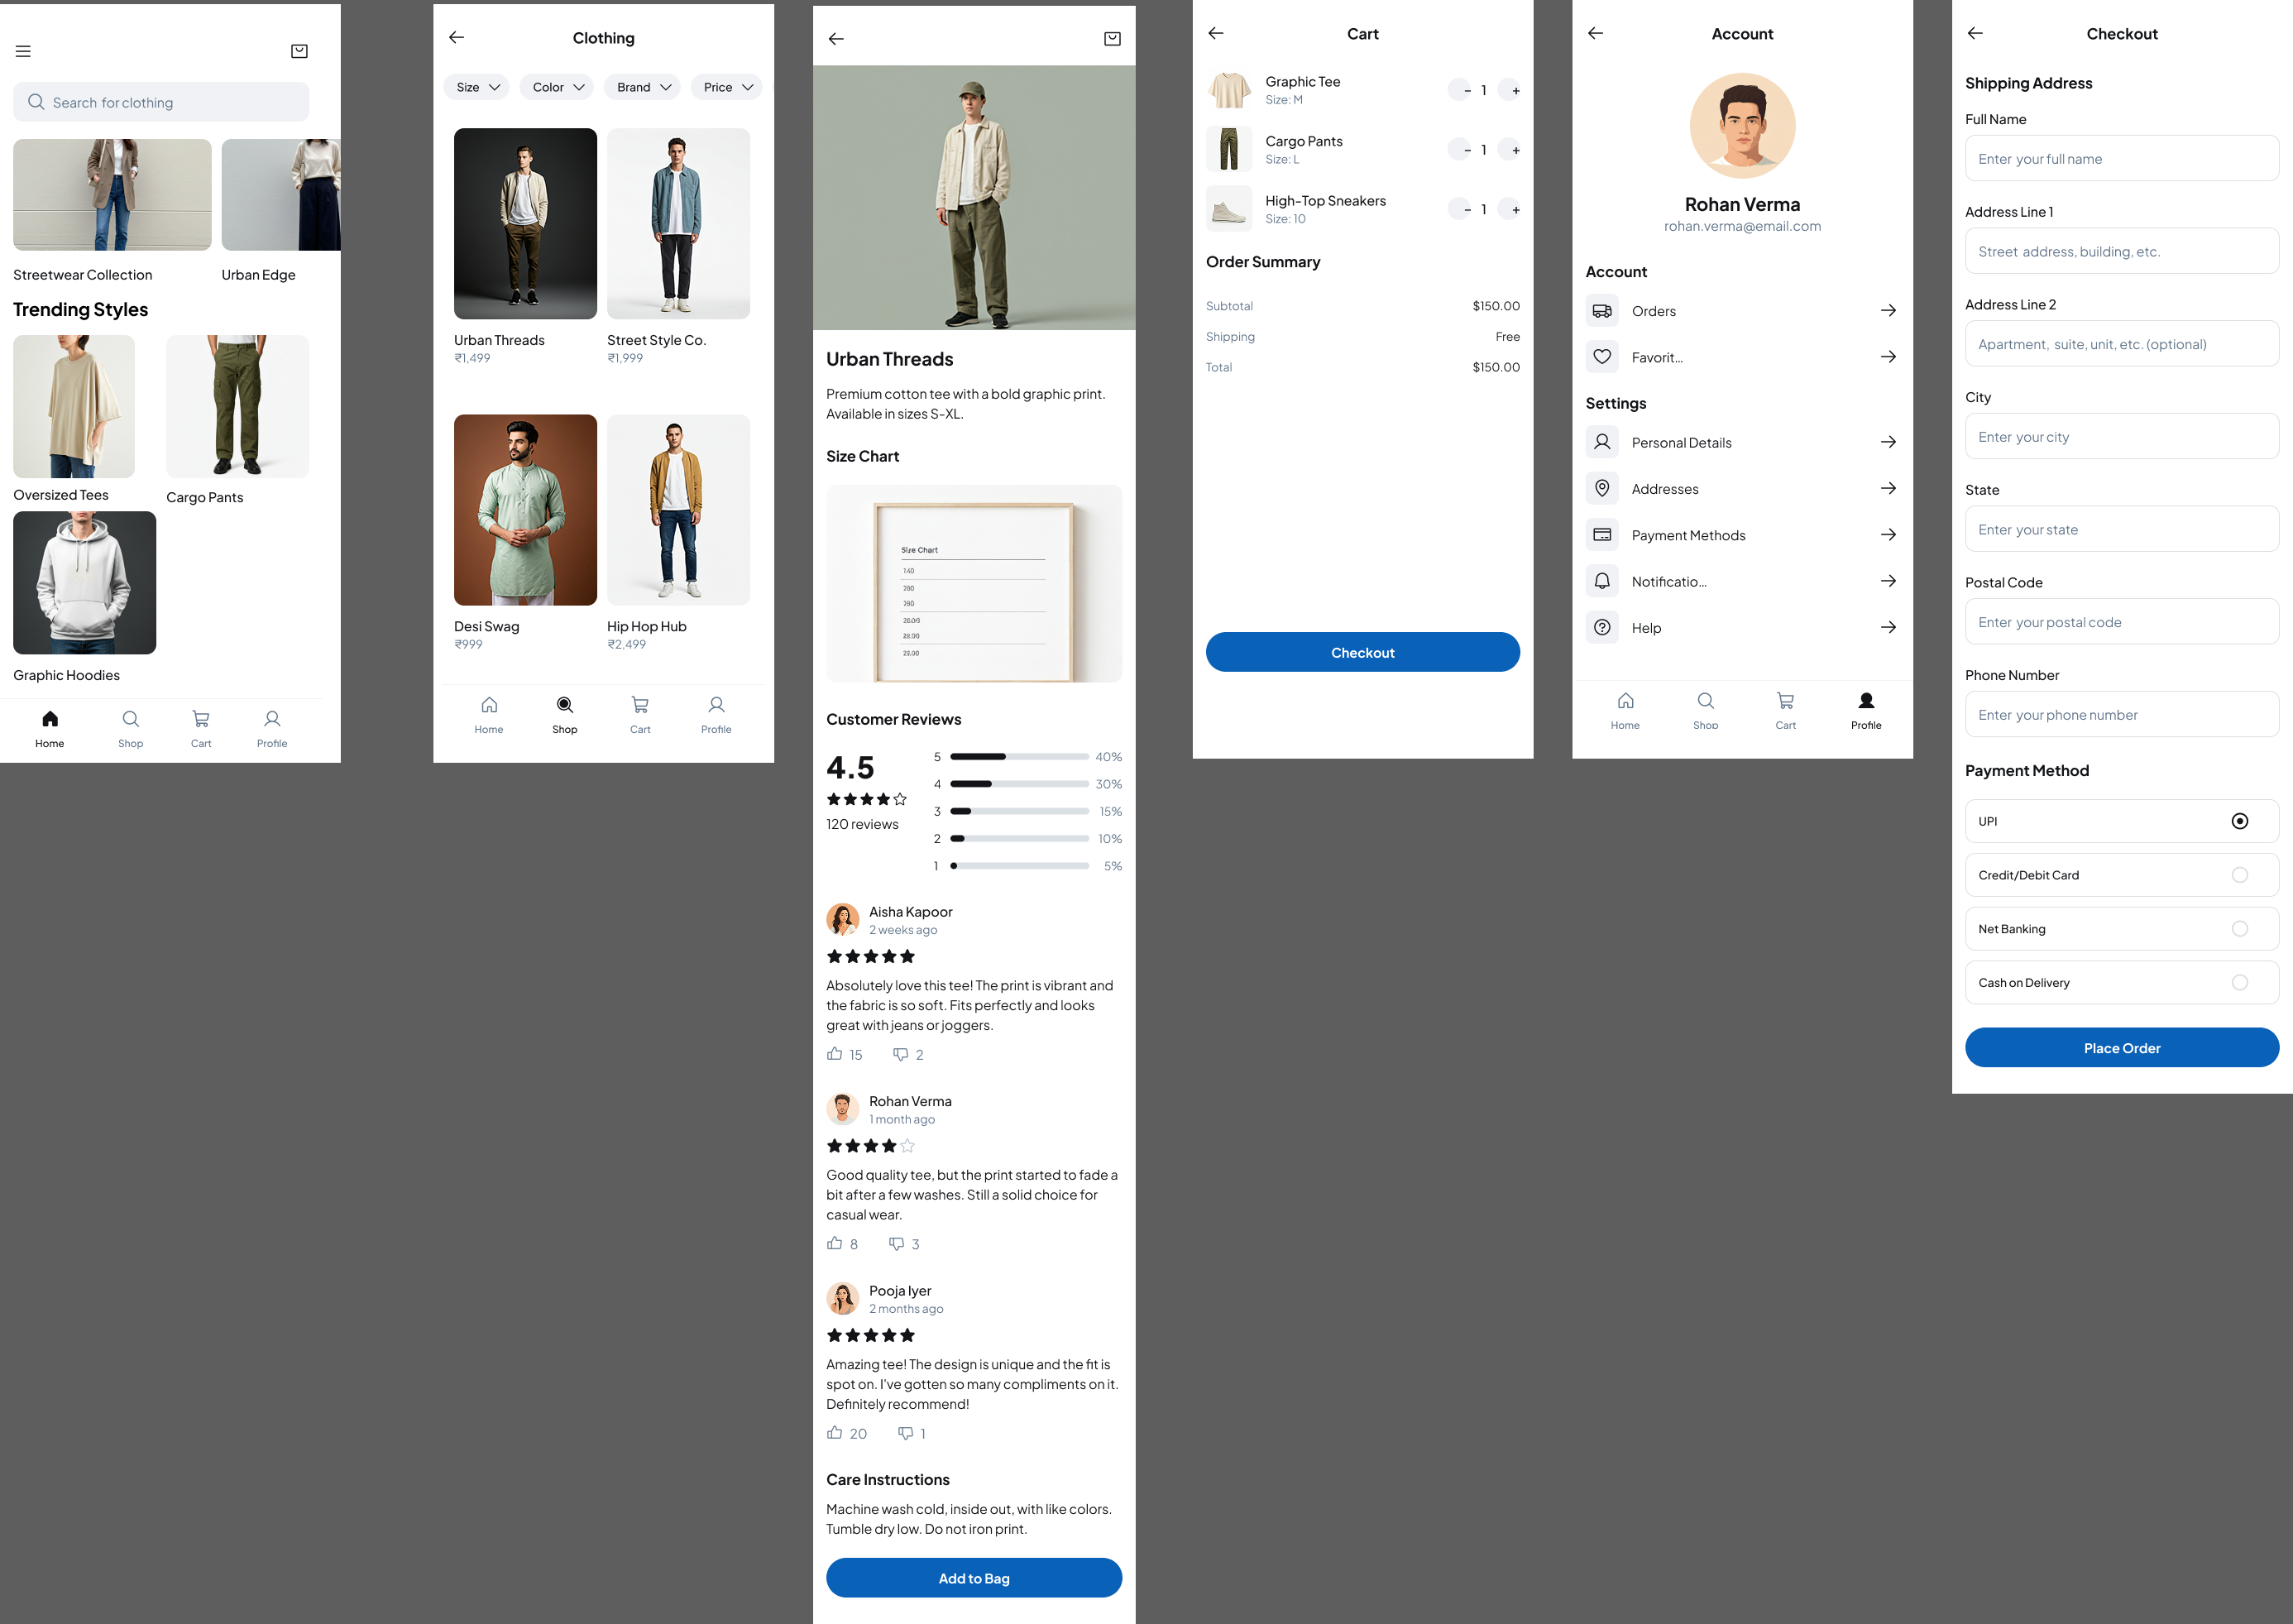 Search for clothing
Streetwear Collection
Urban Edge
Trending Styles
Oversized Tees
Cargo Pants
Graphic Hoodies
Home
Shop
Cart
Profile
Clothing
Size
Color
Brand
Price
Urban Threads
₹1,499
Street Style Co.
₹1,999
Desi Swag
₹999
Hip Hop Hub
₹2,499
Home
Shop
Cart
Profile
Urban Threads
Premium cotton tee with a bold graphic print.
Available in sizes S-XL.
Size Chart
Size Chart
Customer Reviews
4.5
120 reviews
5 40%
4 30%
3 15%
2 10%
1 5%
Aisha Kapoor
2 weeks ago
Absolutely love this tee! The print is vibrant and
the fabric is so soft. Fits perfectly and looks
great with jeans or joggers.
15 2
Rohan Verma
1 month ago
Good quality tee, but the print started to fade a
bit after a few washes. Still a solid choice for
casual wear.
8 3
Pooja Iyer
2 months ago
Amazing tee! The design is unique and the fit is
spot on. I've gotten so many compliments on it.
Definitely recommend!
20 1
Care Instructions
Machine wash cold, inside out, with like colors.
Tumble dry low. Do not iron print.
Add to Bag
Cart
Graphic Tee
Size: M
- 1 +
Cargo Pants
Size: L
- 1 +
High-Top Sneakers
Size: 10
- 1 +
Order Summary
Subtotal $150.00
Shipping Free
Total $150.00
Checkout
Account
Rohan Verma
rohan.verma@email.com
Account
Orders
Favorit...
Settings
Personal Details
Addresses
Payment Methods
Notificatio...
Help
Home
Shop
Cart
Profile
Checkout
Shipping Address
Full Name
Enter your full name
Address Line 1
Street address, building, etc.
Address Line 2
Apartment, suite, unit, etc. (optional)
City
Enter your city
State
Enter your state
Postal Code
Enter your postal code
Phone Number
Enter your phone number
Payment Method
UPI
Credit/Debit Card
Net Banking
Cash on Delivery
Place Order